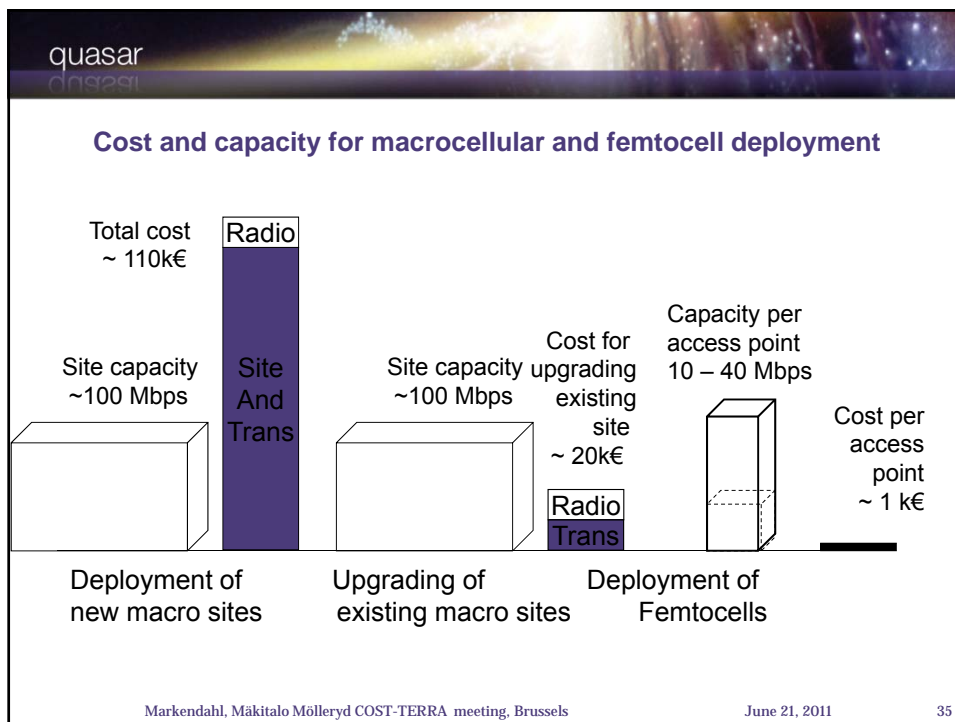 quasar
Cost and capacity for macrocellular and femtocell deployment
Total cost
~ 110k€
Radio
Site
And
Trans
Site capacity
~100 Mbps
Site capacity
~100 Mbps
Cost for
upgrading
existing
site
~ 20k€
Radio
Trans
Capacity per
access point
10 – 40 Mbps
Cost per
access
point
~ 1 k€
Deployment of
new macro sites
Upgrading of
existing macro sites
Deployment of
Femtocells
Markendahl, Mäkitalo Mölleryd COST-TERRA meeting, Brussels
June 21, 2011
35